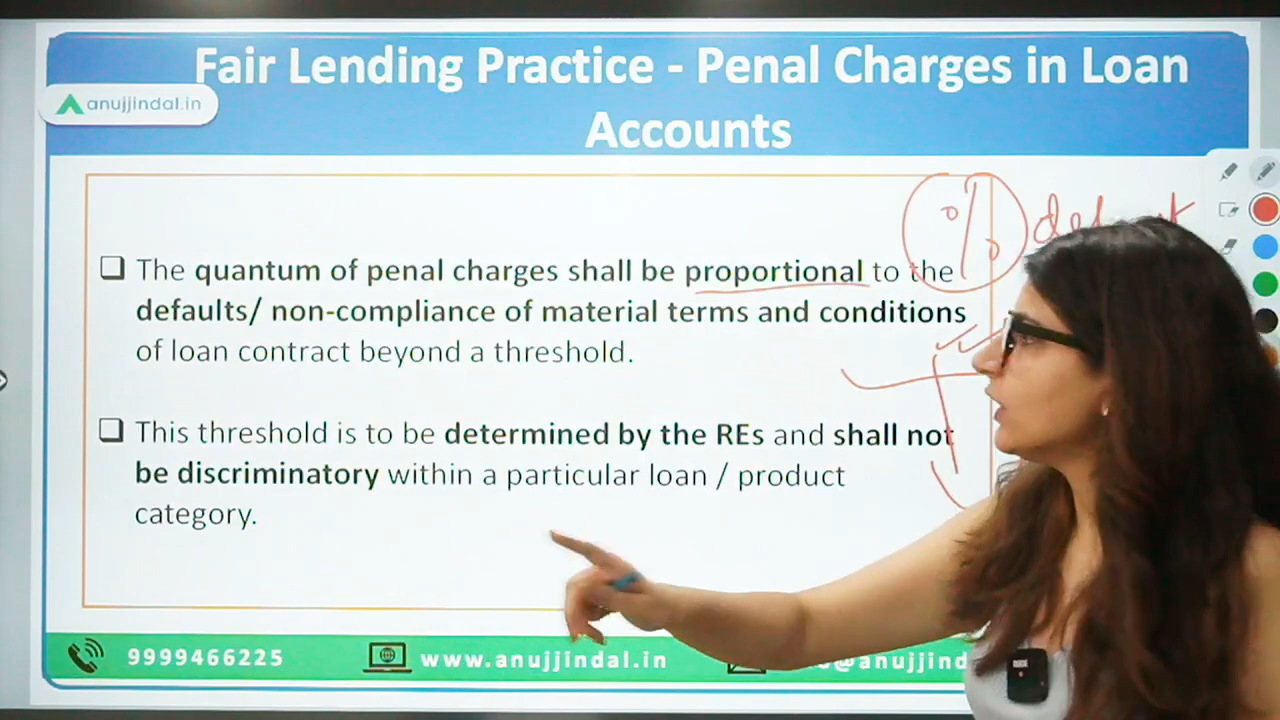 Fair Lending Practice - Penal Charges in Loan
Accounts
anujjindal.in
%
The quantum of penal charges shall be proportional to the
defaults/ non-compliance of material terms and conditions
of loan contract beyond a threshold.
This threshold is to be determined by the REs and shall not
be discriminatory within a particular loan / product
category.
9999466225
www.anujjindal.in
@anujjind
RODE